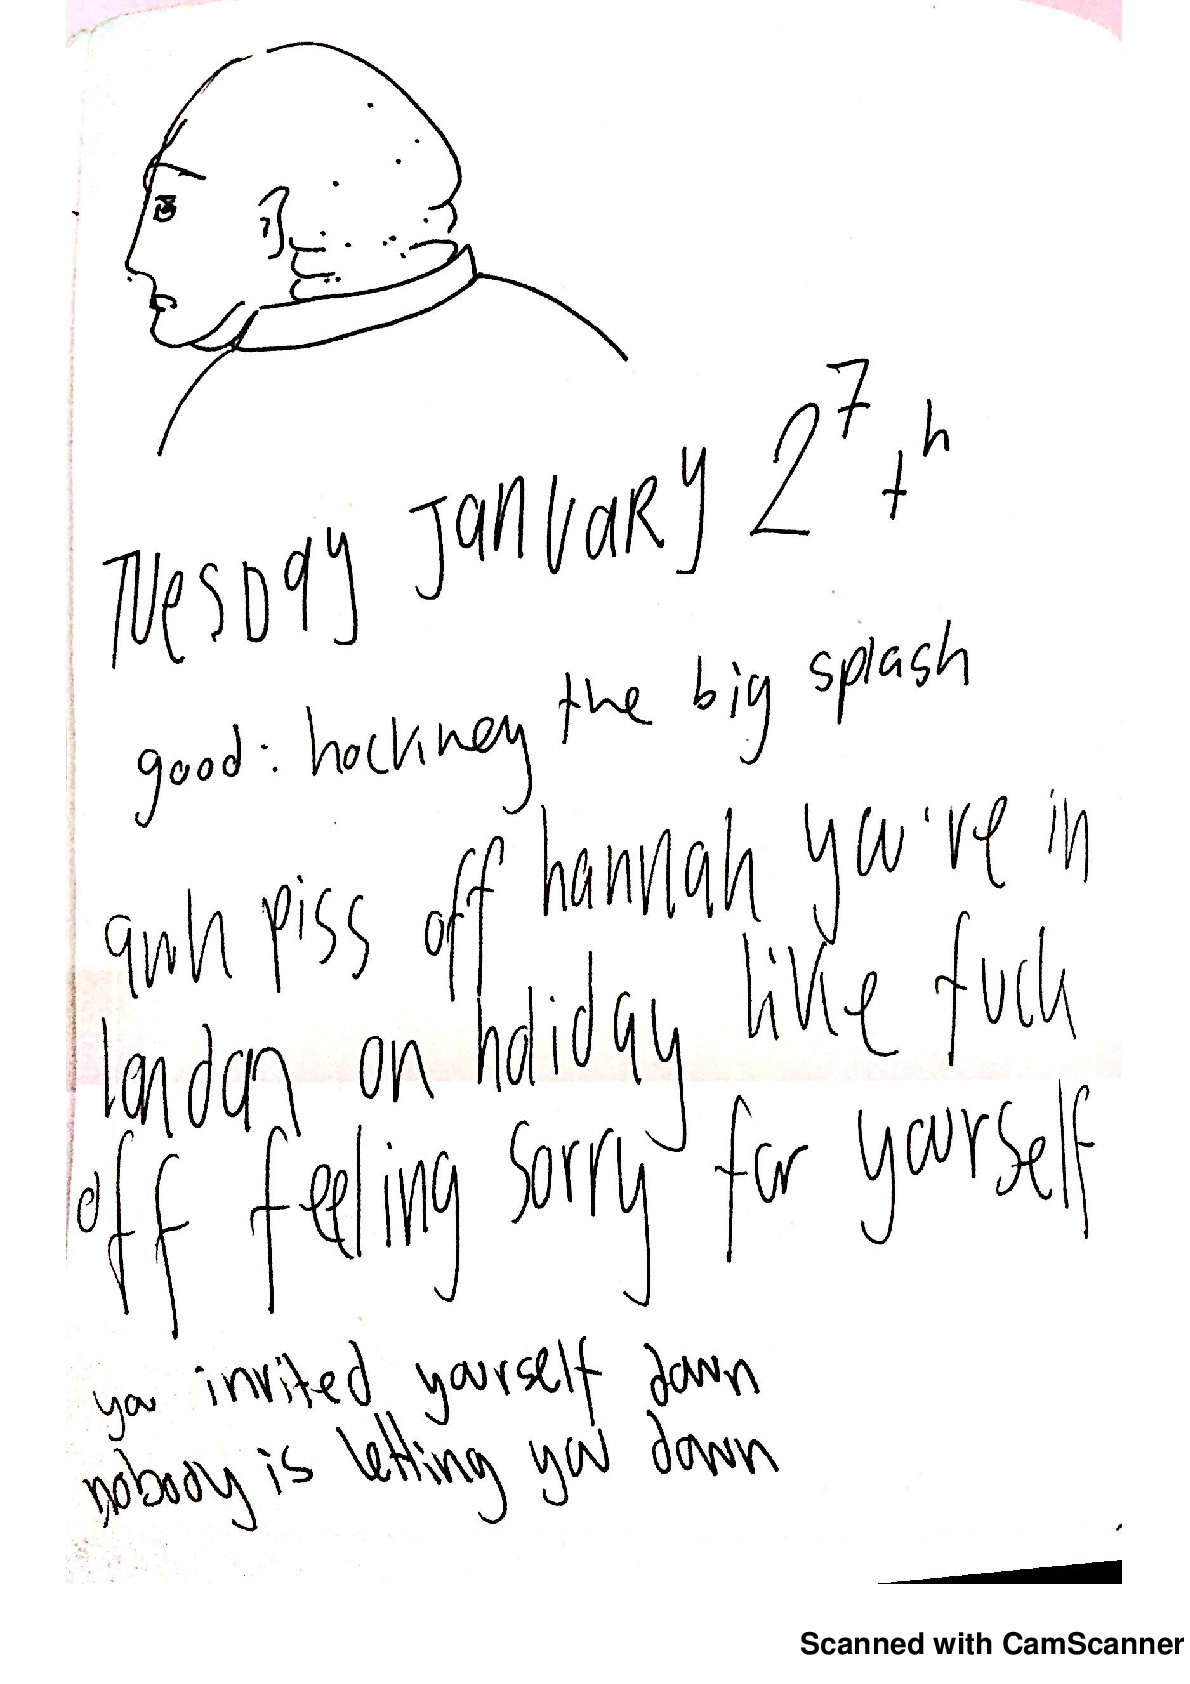 Tuesday January 27th
good: hockney the big splash
piss off hannah you're in
london on holiday like fuck
off feeling sorry for yourself
you invited yourself down
nobody is letting you down
Scanned with CamScanner